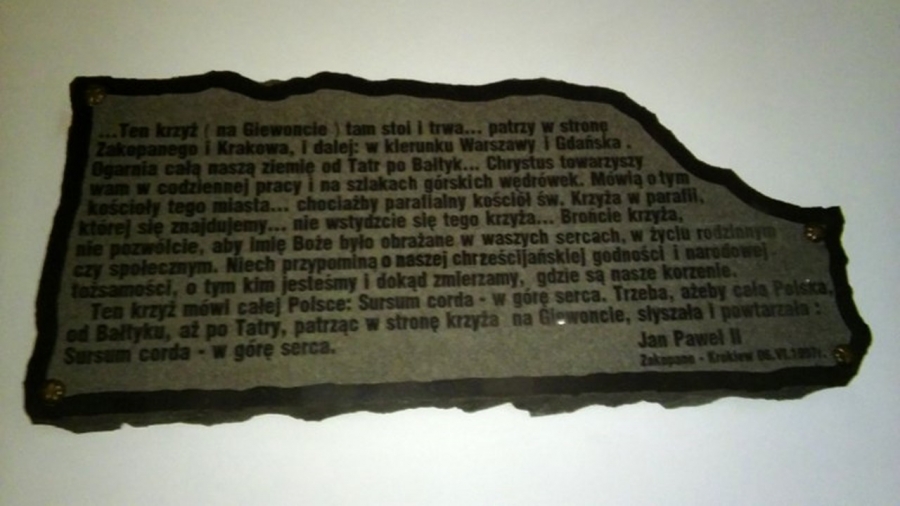 ...Ten krzyż ( na Giewoncie ) tam stoi i trwa... patrzy w stronę
Zakopanego i Krakowa, i dalej: w kierunku Warszawy i Gdańska .
Ogarnia całą naszą ziemie od Tatr po Bałtyk... Chrystus towarzyszy
wam w codziennej pracy i na szlakach górskich wędrówek. Mówią o tym
kościoły tego miasta... chociażby parafialny kościół św. Krzyża w parafii,
której się znajdujemy... nie wstydzcie się tego krzyża... Brońcie krzyża,
nie pozwólcie, aby imię Boże było obrażane w waszych sercach, w życiu rodzinnym
czy społecznym. Niech przypomina o naszej chrześcijańskiej godności i narodowej
tożsamości, o tym kim jesteśmy i dokąd zmierzamy, gdzie są nasze korzenie.
Ten krzyż mówi całej Polsce: Sursum corda - w górę serca. Trzeba, ażeby cała Polska,
od Bałtyku, aż po Tatry, patrząc w stronę krzyża na Giewoncie, słyszała i powtarzała :
Sursum corda - w górę serca.
Jan Paweł II
Zakopane - Krokiew 06.VI.1997r.